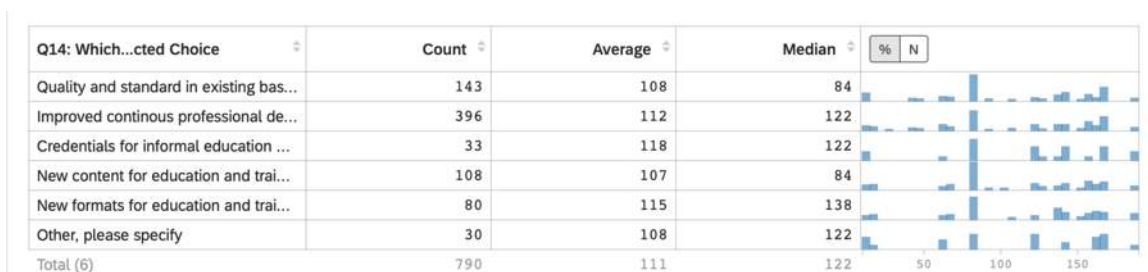 Q14: Which...cted Choice Count Average Median % N
Quality and standard in existing bas... 143 108 84
Improved continous professional de... 396 112 122
Credentials for informal education ... 33 118 122
New content for education and trai... 108 107 84
New formats for education and trai... 80 115 138
Other, please specify 30 108 122
Total (6) 790 111 122 50 100 150